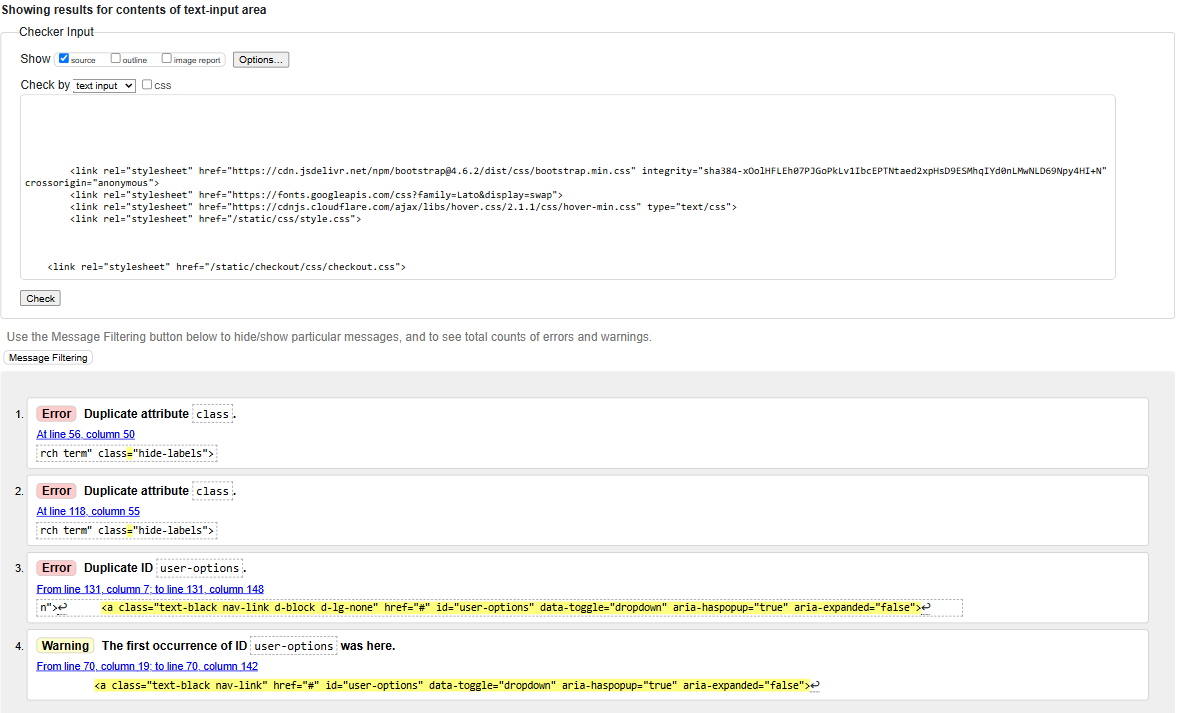 Showing results for contents of text-input area
Checker Input
Show source outline image report Options...
Check by text input css
<link rel="stylesheet" href="https://cdn.jsdelivr.net/npm/bootstrap@4.6.2/dist/css/bootstrap.min.css" integrity="sha384-xOolHFLEh07PJGoPkLv1IbcEPTNtaed2xpHsD9ESMhqIYd0nLMwNLD69Npy4HI+N"
crossorigin="anonymous">
<link rel="stylesheet" href="https://fonts.googleapis.com/css?family=Lato&display=swap">
<link rel="stylesheet" href="https://cdnjs.cloudflare.com/ajax/libs/hover.css/2.1.1/css/hover-min.css" type="text/css">
<link rel="stylesheet" href="/static/css/style.css">
<link rel="stylesheet" href="/static/checkout/css/checkout.css">
Check
Use the Message Filtering button below to hide/show particular messages, and to see total counts of errors and warnings.
Message Filtering
1. Error Duplicate attribute class.
At line 56, column 50
rch term" class="hide-labels">
2. Error Duplicate attribute class.
At line 118, column 55
rch term" class="hide-labels">
3. Error Duplicate ID user-options.
From line 131, column 7; to line 131, column 148
n">↩ <a class="text-black nav-link d-block d-lg-none" href="#" id="user-options" data-toggle="dropdown" aria-haspopup="true" aria-expanded="false">↩
4. Warning The first occurrence of ID user-options was here.
From line 70, column 19; to line 70, column 142
<a class="text-black nav-link" href="#" id="user-options" data-toggle="dropdown" aria-haspopup="true" aria-expanded="false">↩